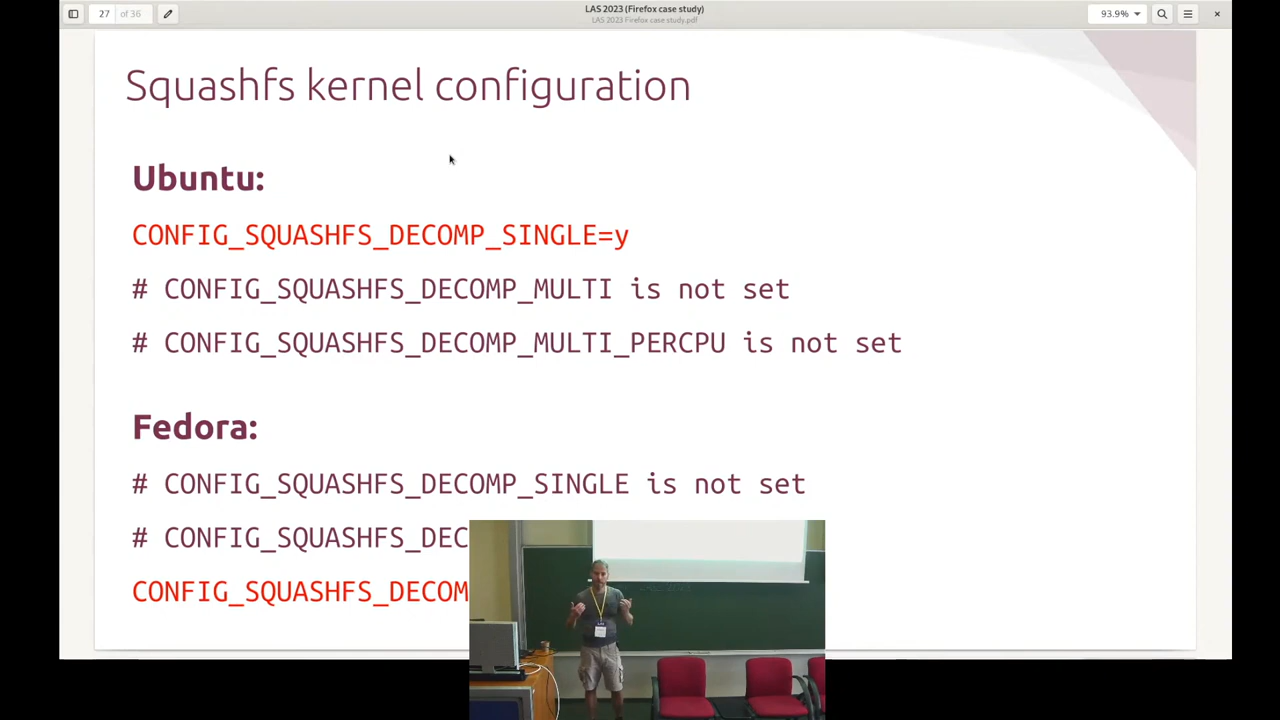 27 of 36
LAS 2023 (Firefox case study)
LAS 2023 Firefox case study.pdf
93.9%
Squashfs kernel configuration
Ubuntu:
CONFIG_SQUASHFS_DECOMP_SINGLE=y
# CONFIG_SQUASHFS_DECOMP_MULTI is not set
# CONFIG_SQUASHFS_DECOMP_MULTI_PERCPU is not set
Fedora:
# CONFIG_SQUASHFS_DECOMP_SINGLE is not set
# CONFIG_SQUASHFS_DEC
CONFIG_SQUASHFS_DECOM